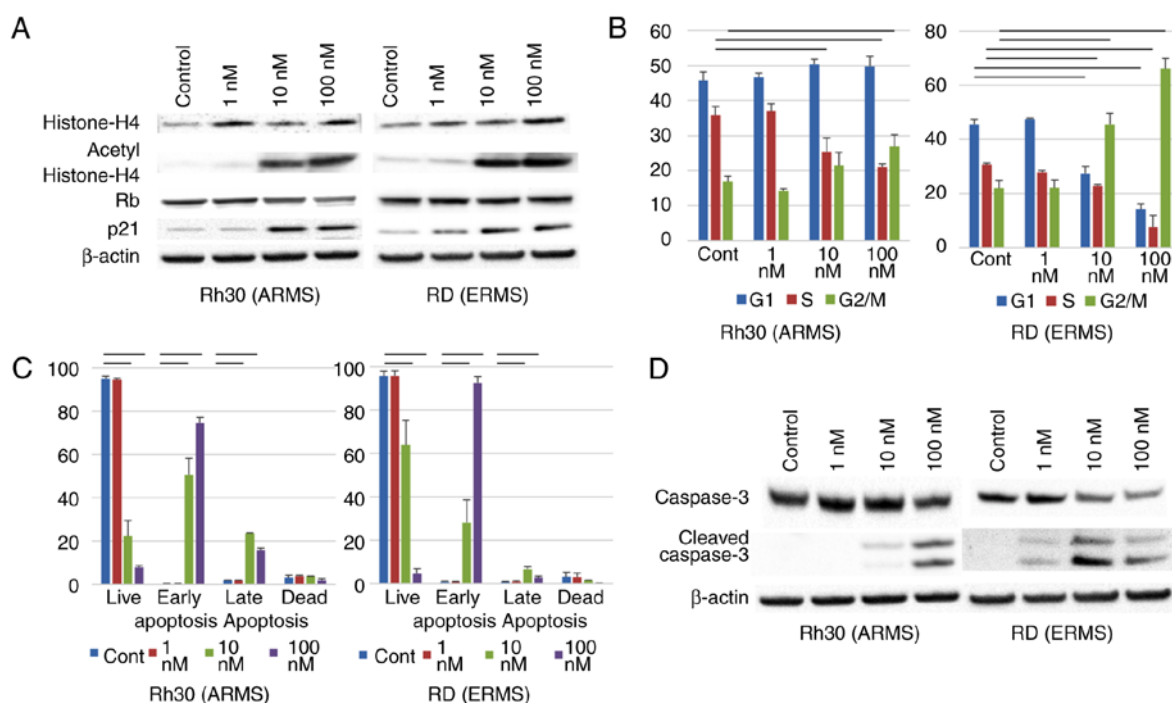 A
Control 1 nM 10 nM 100 nM Control 1 nM 10 nM 100 nM
Histone-H4
Acetyl
Histone-H4
Rb
p21
β-actin
Rh30 (ARMS) RD (ERMS)
B
60
50
40
30
20
10
0
Cont 1 nM 10 nM 100 nM
G1 S G2/M
Rh30 (ARMS)
80
60
40
20
0
Cont 1 nM 10 nM 100 nM
G1 S G2/M
RD (ERMS)
C
100
80
60
40
20
0
Live Early Late Dead
apoptosis Apoptosis
Cont 1 nM 10 nM 100 nM
Rh30 (ARMS)
100
80
60
40
20
0
Live Early Late Dead
apoptosis Apoptosis
Cont 1 nM 10 nM 100 nM
RD (ERMS)
D
Control 1 nM 10 nM 100 nM Control 1 nM 10 nM 100 nM
Caspase-3
Cleaved
caspase-3
β-actin
Rh30 (ARMS) RD (ERMS)